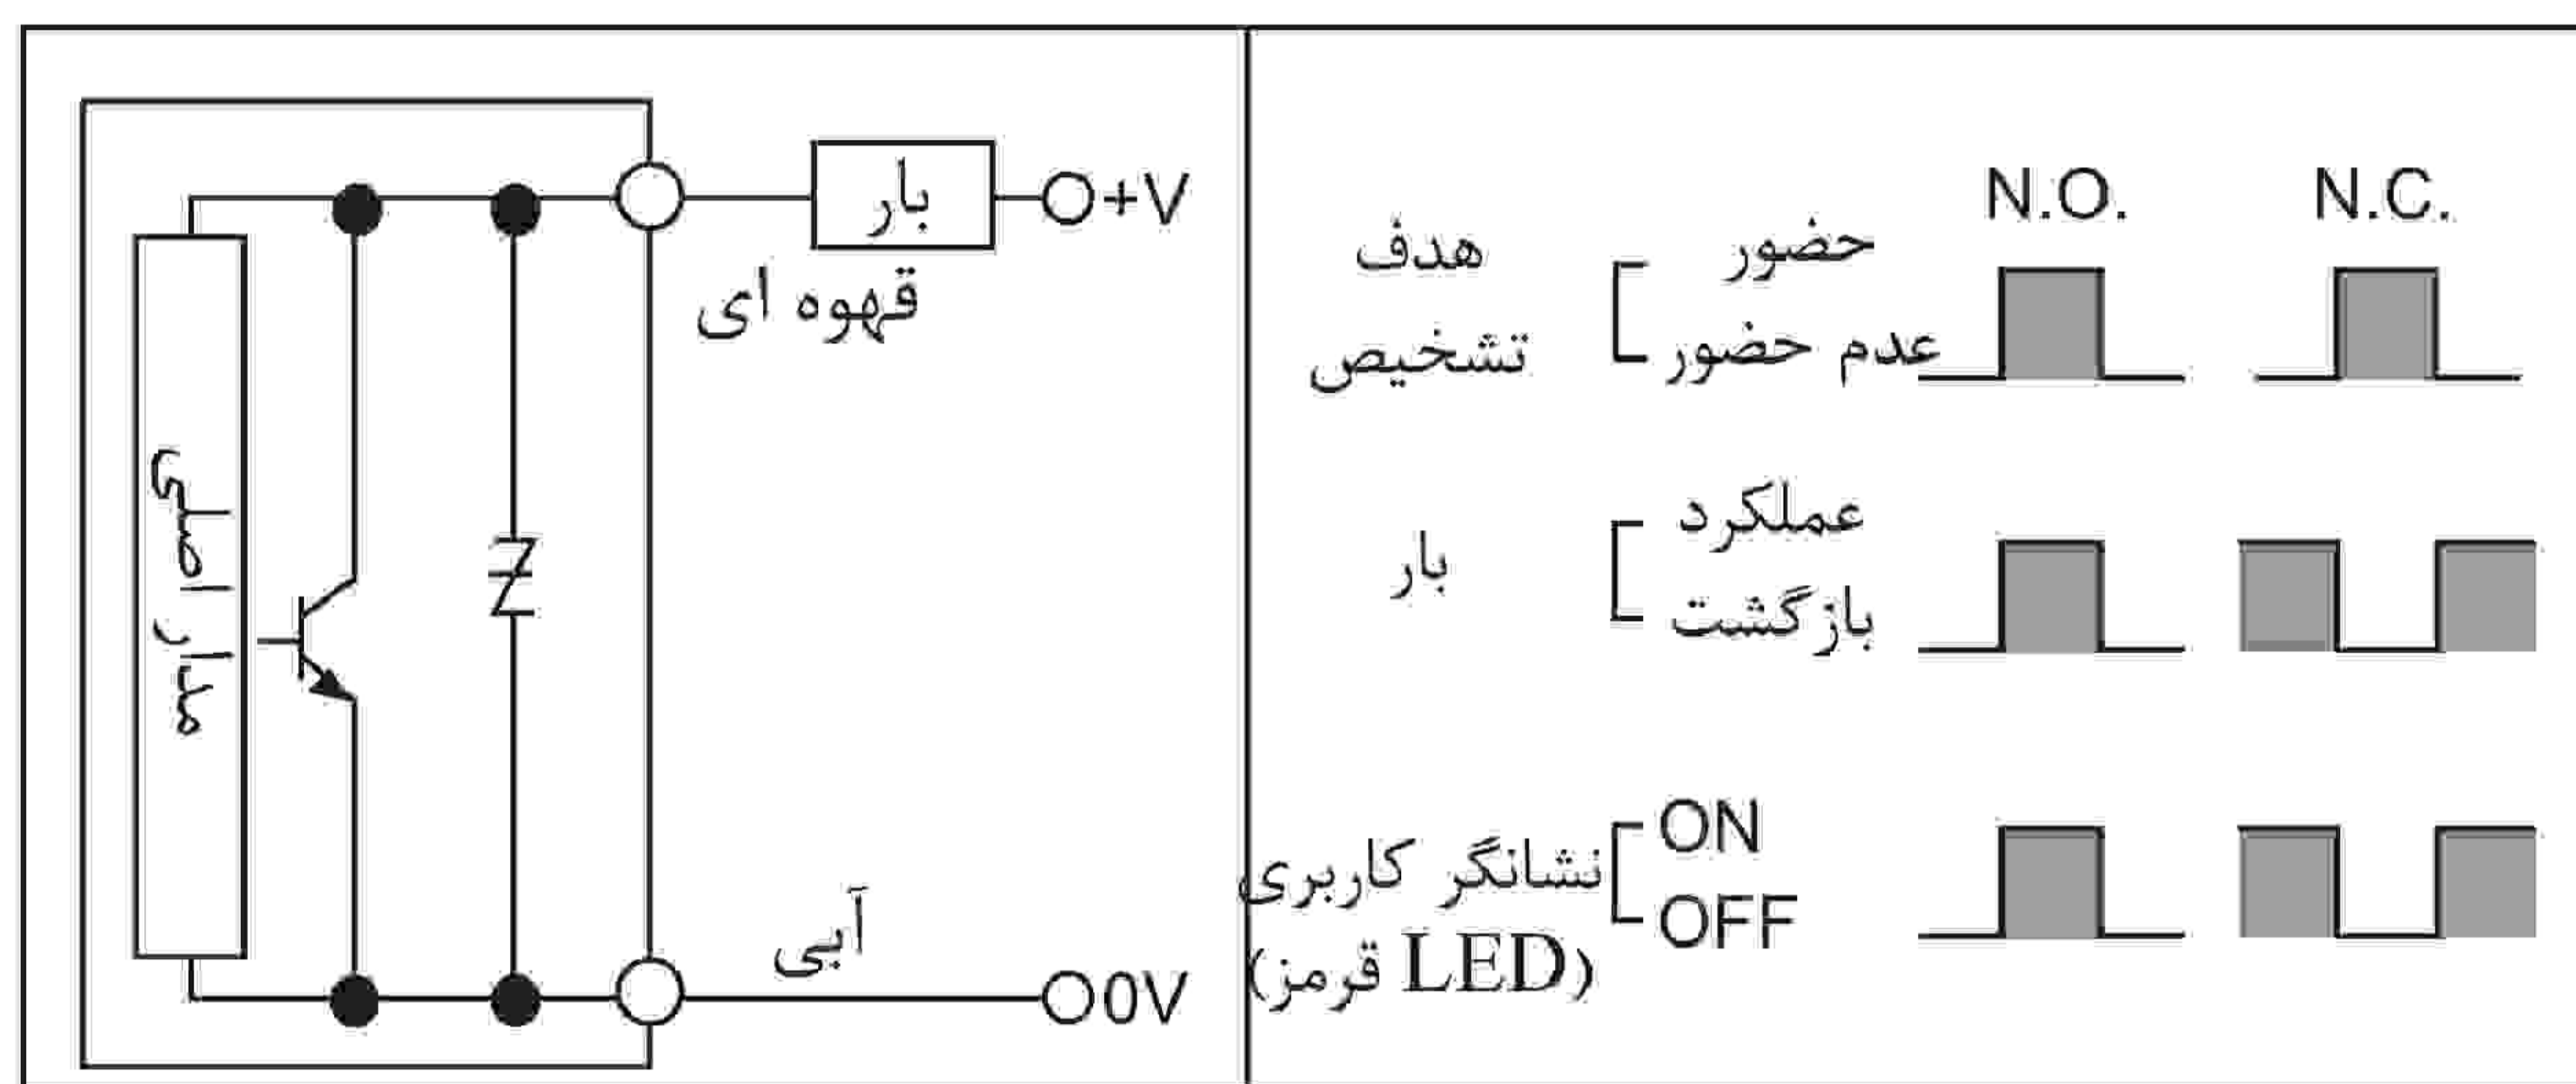 بار
+V
قهوه ای
مدار اصلی
آبی
0V
N.O. N.C.
هدف
تشخیص
حضور
عدم حضور
بار
عملکرد
بازگشت
نشانگر کاربری
(LED قرمز)
ON
OFF